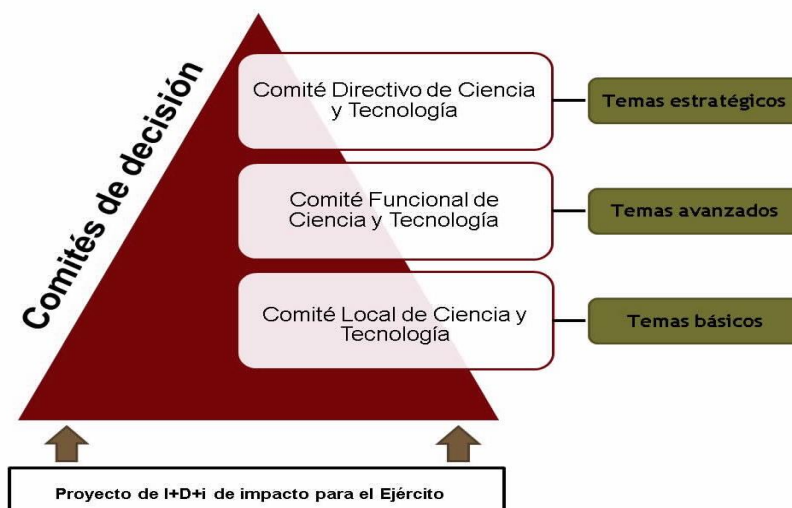 Comités de decisión
Comité Directivo de Ciencia
y Tecnología
Temas estratégicos
Comité Funcional de
Ciencia y Tecnología
Temas avanzados
Comité Local de Ciencia y
Tecnología
Temas básicos
Proyecto de I+D+i de impacto para el Ejército